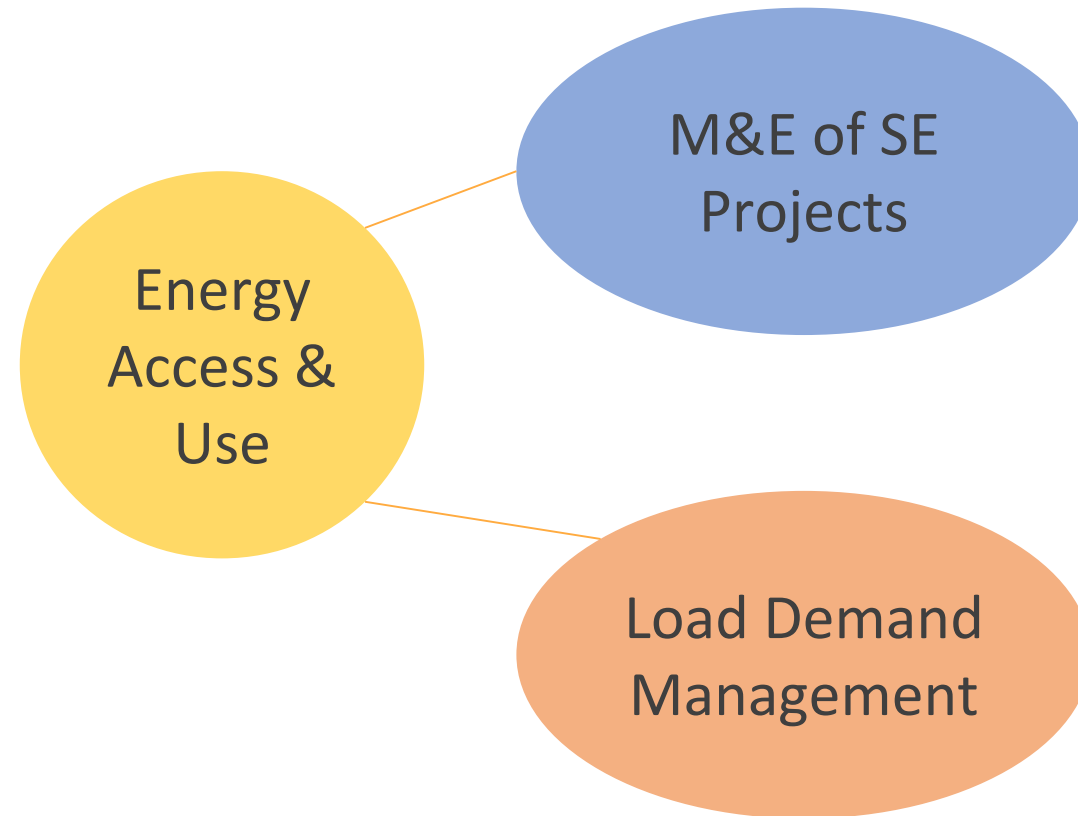 Energy
Access &
Use
M&E of SE
Projects
Load Demand
Management